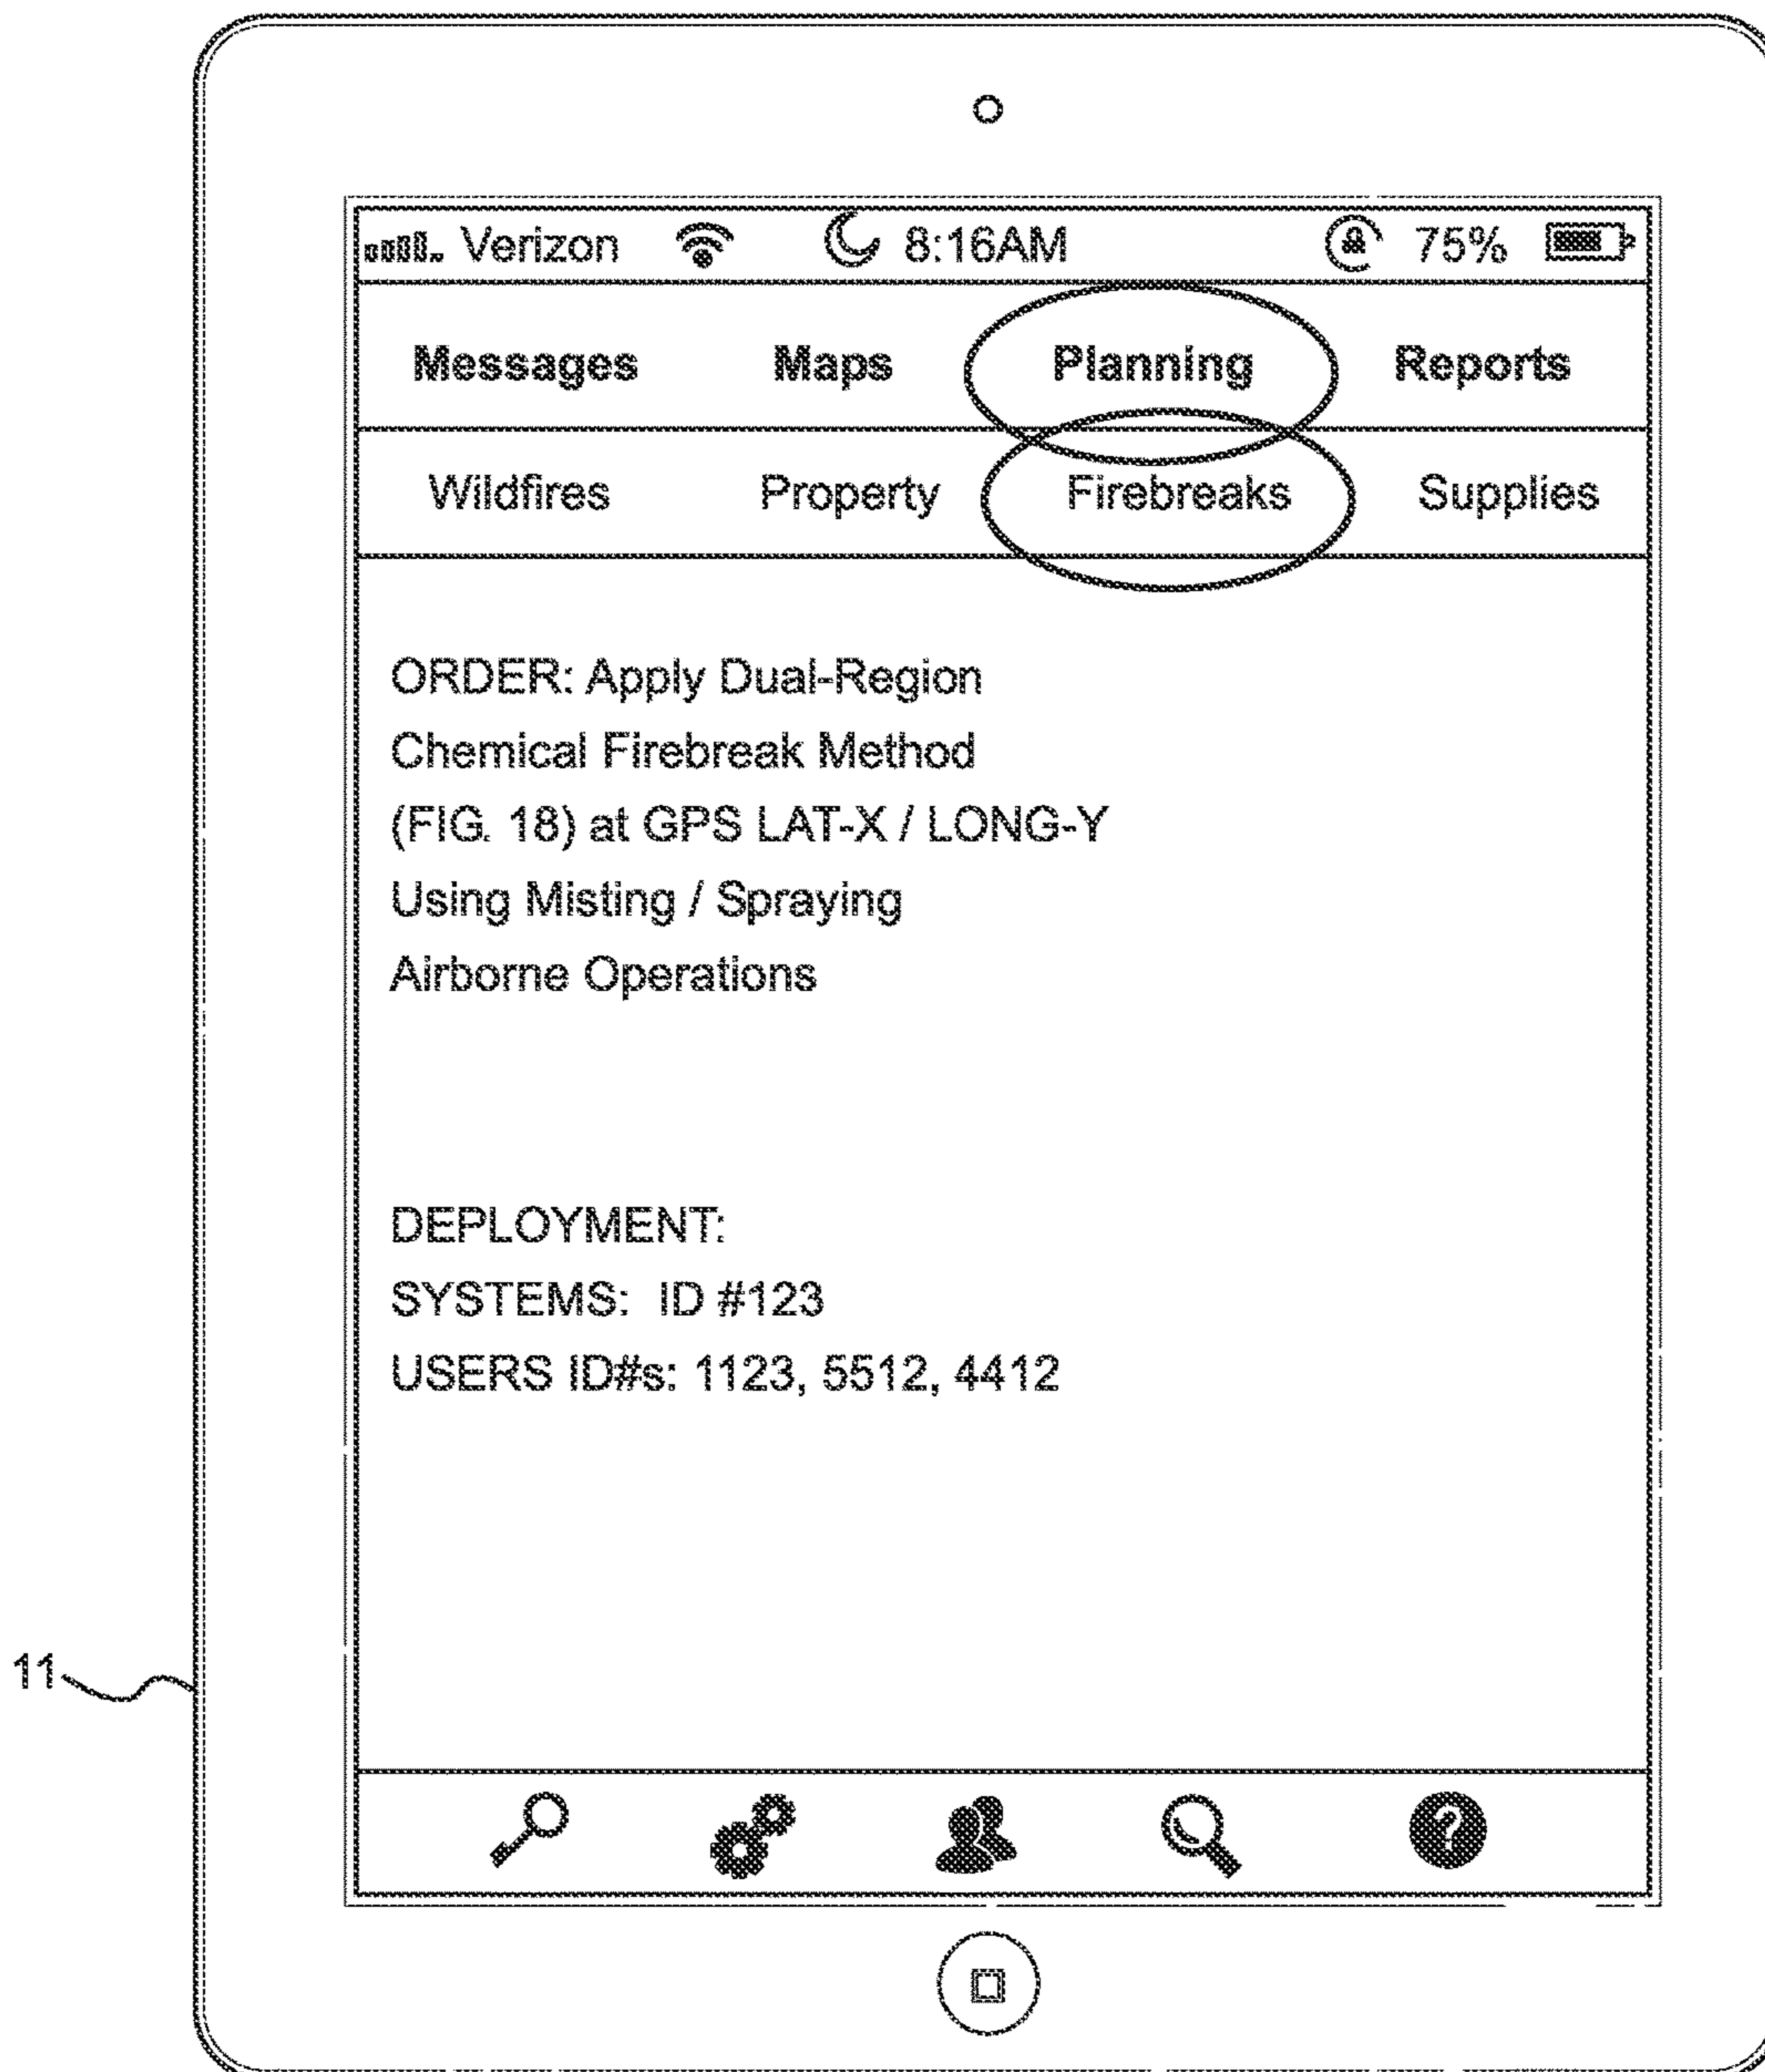 Verizon 8:16AM 75%
Messages Maps Planning Reports
Wildfires Property Firebreaks Supplies
ORDER: Apply Dual-Region
Chemical Firebreak Method
(FIG. 18) at GPS LAT-X / LONG-Y
Using Misting / Spraying
Airborne Operations
DEPLOYMENT:
SYSTEMS: ID #123
USERS ID#s: 1123, 5512, 4412
11
?